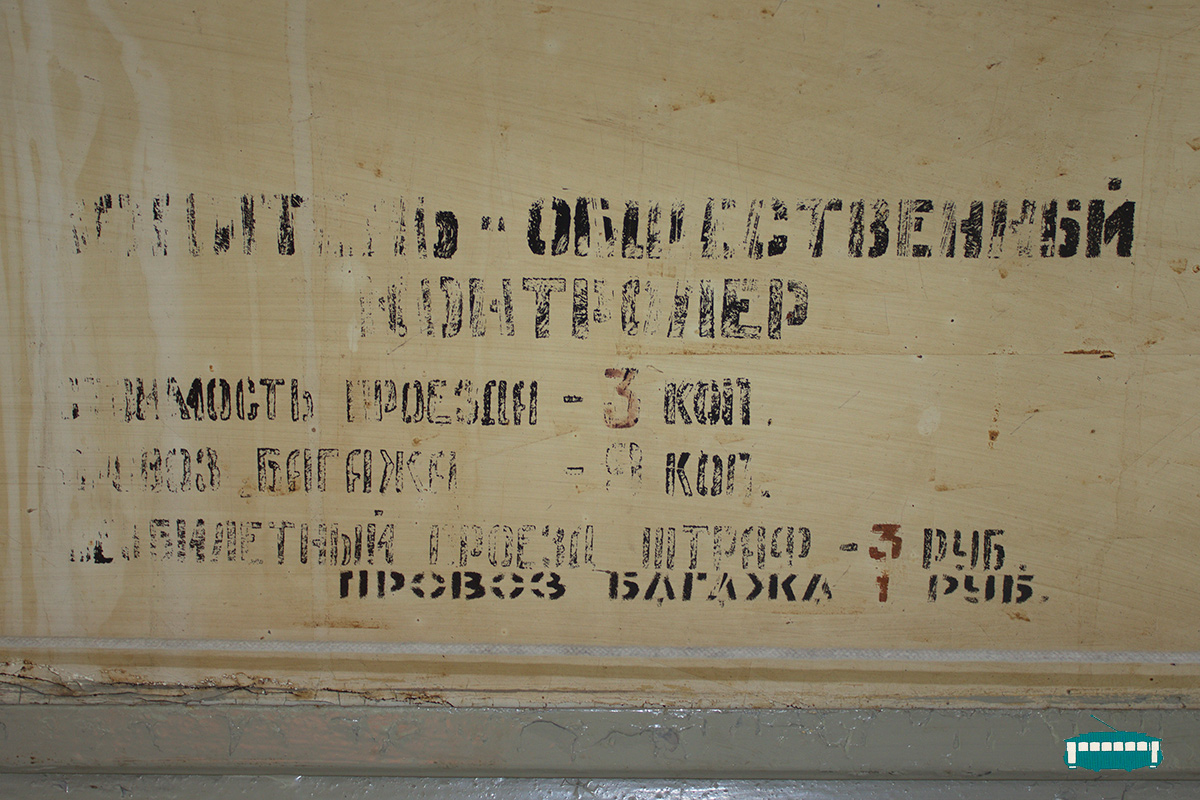 - ОБЩЕСТВЕННЫЙ
КОНТРОЛЕР
СТОИМОСТЬ ПРОЕЗДА - 3 КОП.
ПРОВОЗ БАГАЖА - КОП.
БЕЗБИЛЕТНЫЙ ПРОЕЗД ШТРАФ - 3 РУБ.
ПРОВОЗ БАГАЖА 1 РУБ.